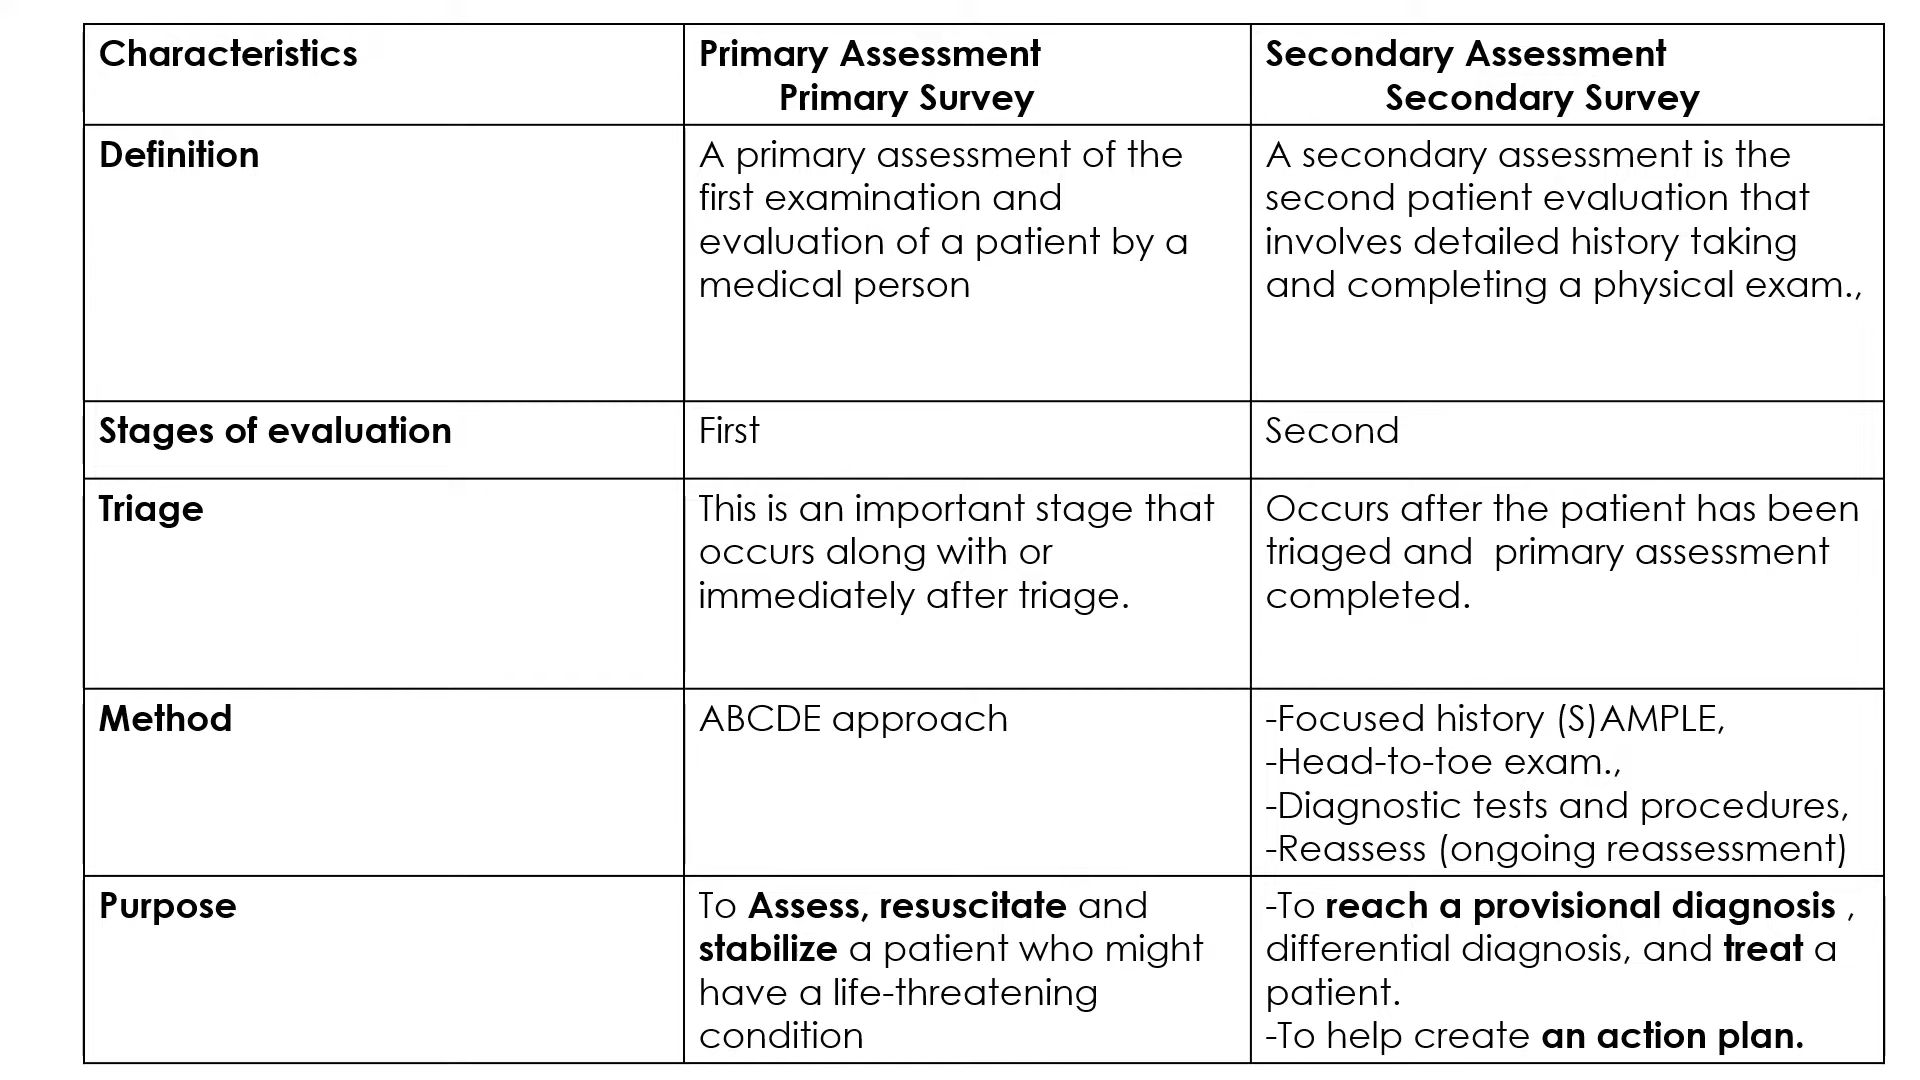 Characteristics
Primary Assessment
Primary Survey
Secondary Assessment
Secondary Survey
Definition
A primary assessment of the
first examination and
evaluation of a patient by a
medical person
A secondary assessment is the
second patient evaluation that
involves detailed history taking
and completing a physical exam.,
Stages of evaluation
First
Second
Triage
This is an important stage that
occurs along with or
immediately after triage.
Occurs after the patient has been
triaged and  primary assessment
completed.
Method
ABCDE approach
-Focused history (S)AMPLE,
-Head-to-toe exam.,
-Diagnostic tests and procedures,
-Reassess (ongoing reassessment)
Purpose
To Assess, resuscitate and
stabilize a patient who might
have a life-threatening
condition
-To reach a provisional diagnosis ,
differential diagnosis, and treat a
patient.
-To help create an action plan.